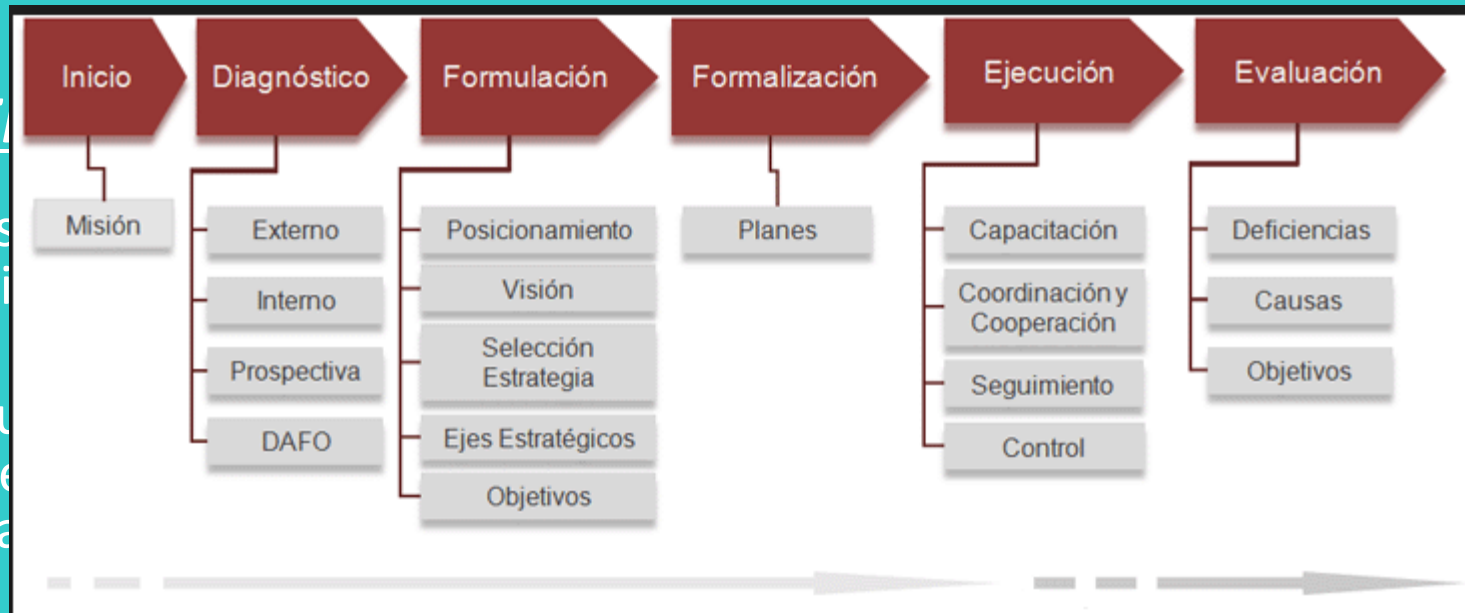 Inicio
Diagnóstico
Formulación
Formalización
Ejecución
Evaluación
Misión
Externo
Interno
Prospectiva
DAFO
Posicionamiento
Visión
Selección
Estrategia
Ejes Estratégicos
Objetivos
Planes
Capacitación
Coordinación y
Cooperación
Seguimiento
Control
Deficiencias
Causas
Objetivos